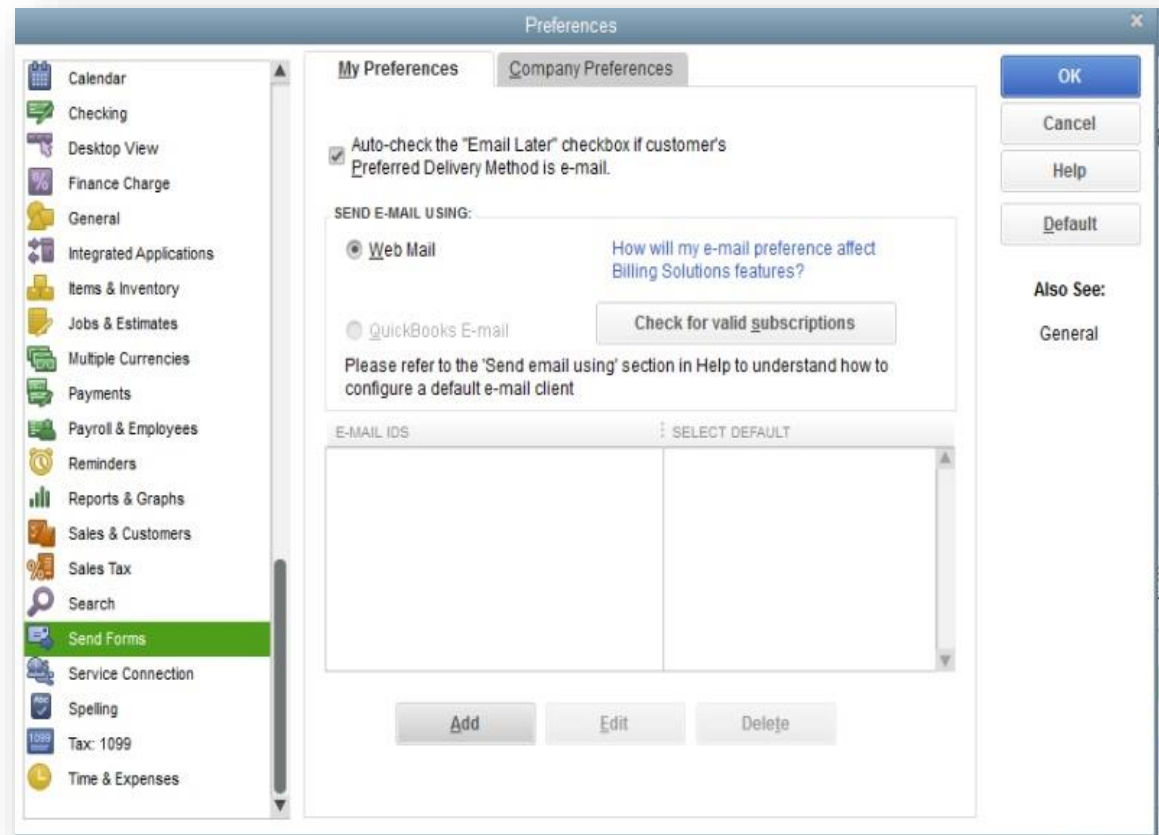 Preferences
Calendar
Checking
Desktop View
Finance Charge
General
Integrated Applications
Items & Inventory
Jobs & Estimates
Multiple Currencies
Payments
Payroll & Employees
Reminders
Reports & Graphs
Sales & Customers
Sales Tax
Search
Send Forms
Service Connection
Spelling
Tax: 1099
Time & Expenses
My Preferences
Company Preferences
Auto-check the "Email Later" checkbox if customer's
Preferred Delivery Method is e-mail.
SEND E-MAIL USING:
Web Mail
How will my e-mail preference affect
Billing Solutions features?
QuickBooks E-mail
Check for valid subscriptions
Please refer to the 'Send email using' section in Help to understand how to
configure a default e-mail client
E-MAIL IDS
SELECT DEFAULT
Add
Edit
Delete
OK
Cancel
Help
Default
Also See:
General